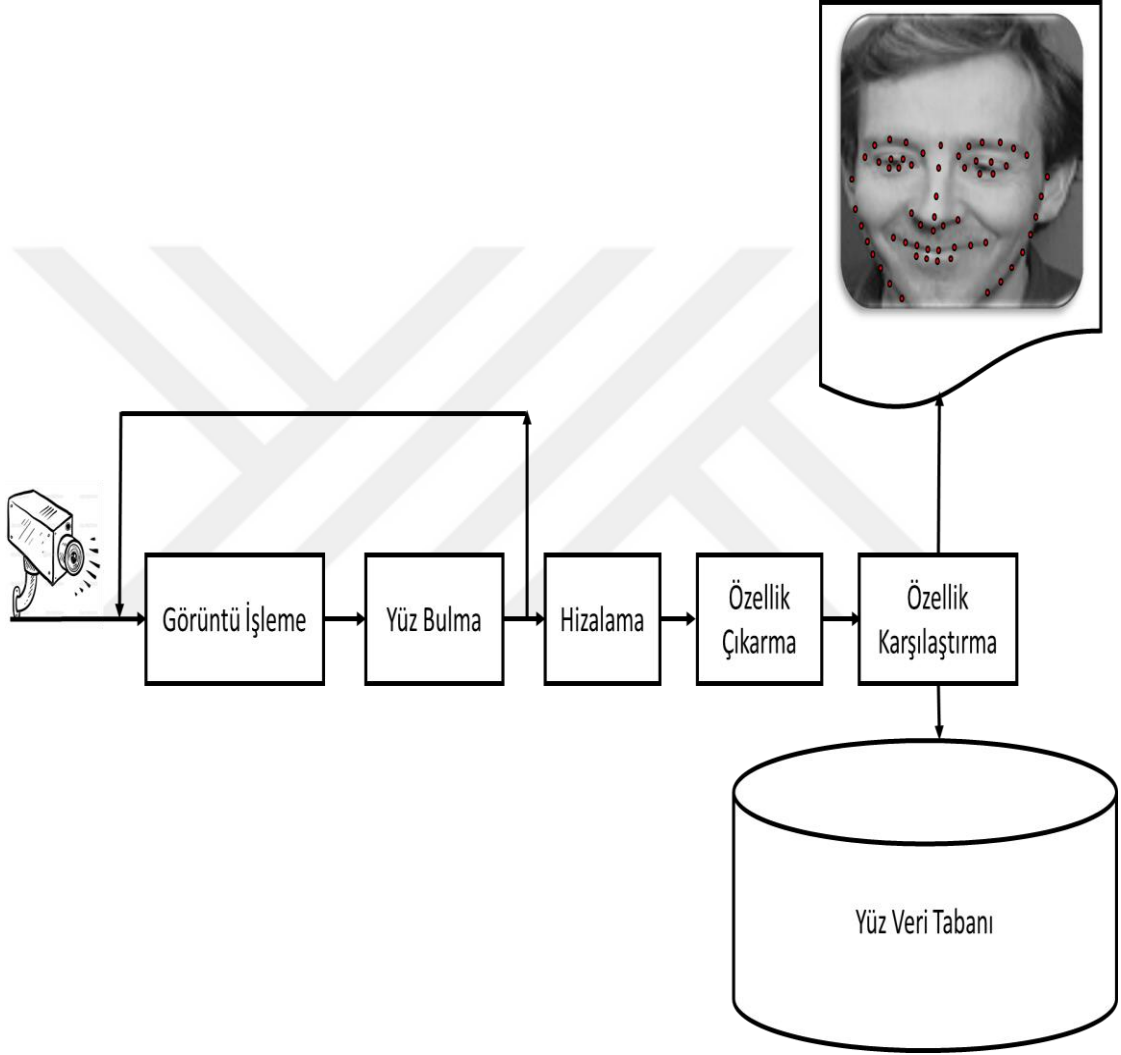 Görüntü İşleme
Yüz Bulma
Hizalama
Özellik
Çıkarma
Özellik
Karşılaştırma
Yüz Veri Tabanı